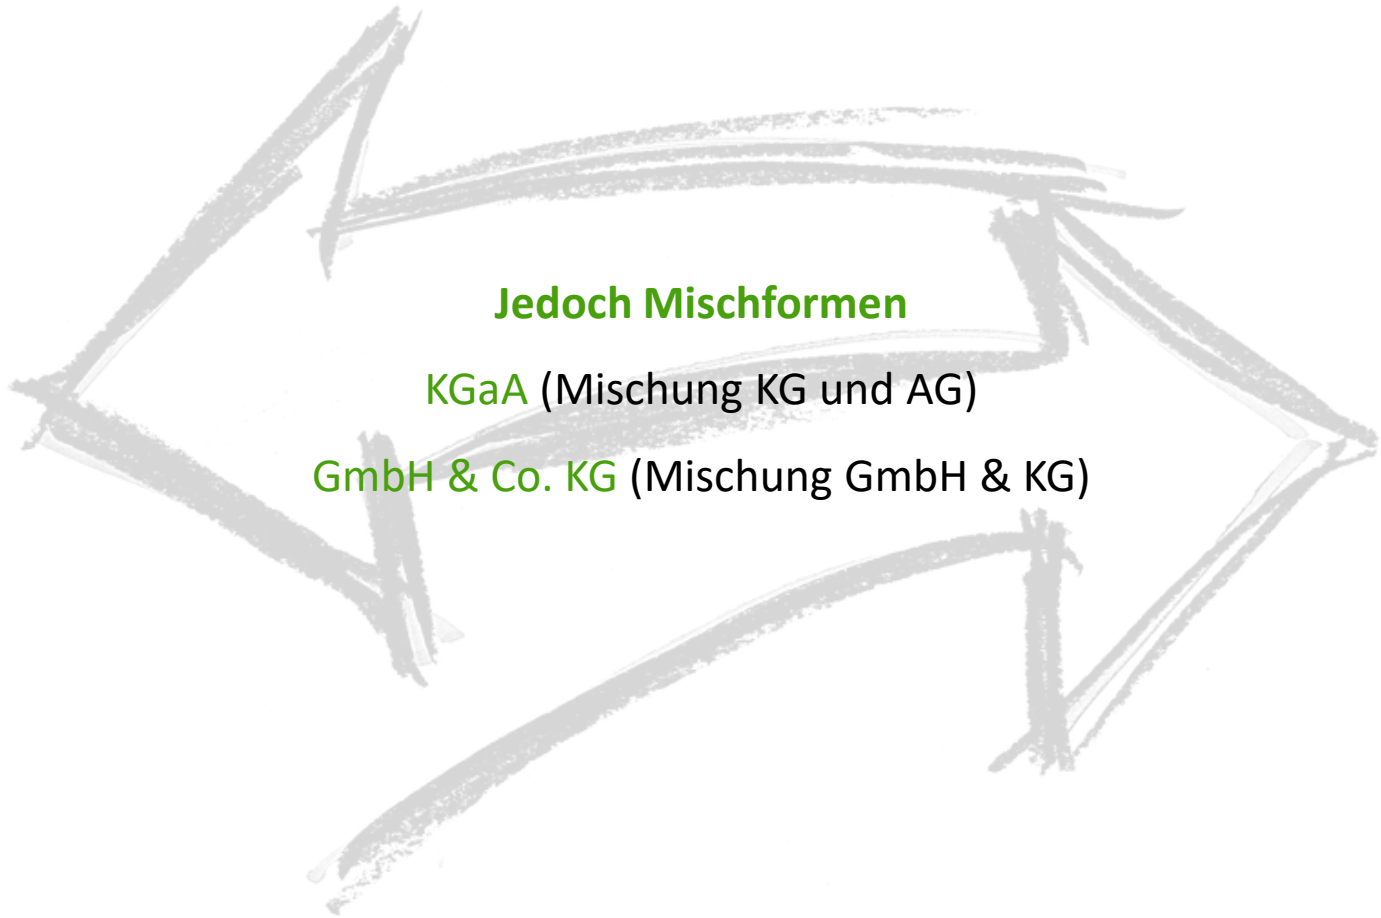 Jedoch Mischformen
KGaA (Mischung KG und AG)
GmbH & Co. KG (Mischung GmbH & KG)